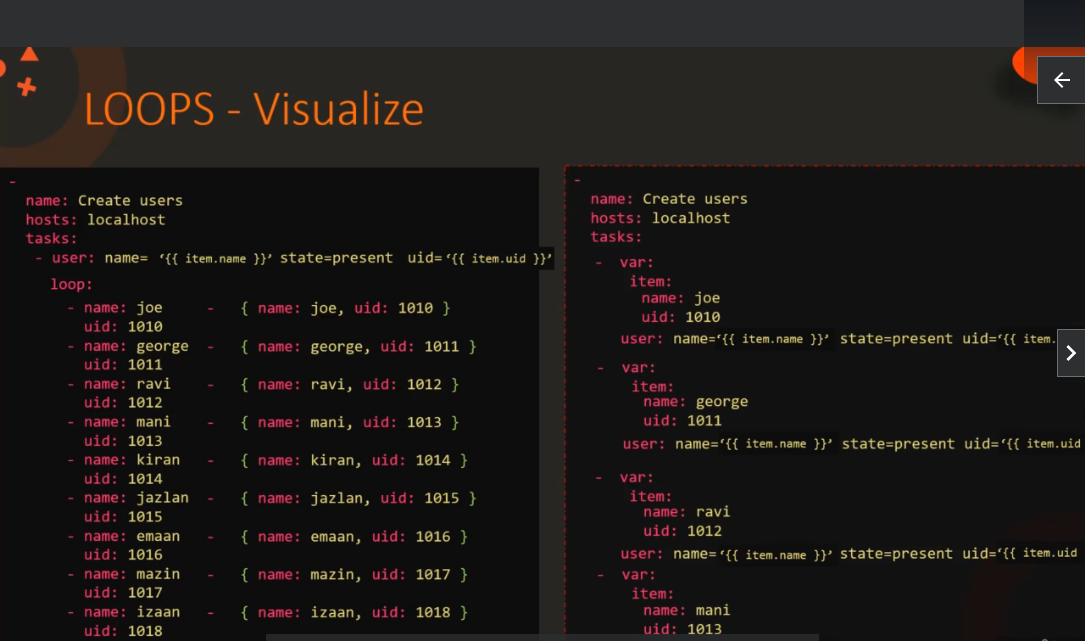 LOOPS - Visualize
-
name: Create users
hosts: localhost
tasks:
- user: name= ‘{{ item.name }}’ state=present uid=‘{{ item.uid }}’
loop:
- name: joe - { name: joe, uid: 1010 }
uid: 1010
- name: george - { name: george, uid: 1011 }
uid: 1011
- name: ravi - { name: ravi, uid: 1012 }
uid: 1012
- name: mani - { name: mani, uid: 1013 }
uid: 1013
- name: kiran - { name: kiran, uid: 1014 }
uid: 1014
- name: jazlan - { name: jazlan, uid: 1015 }
uid: 1015
- name: emaan - { name: emaan, uid: 1016 }
uid: 1016
- name: mazin - { name: mazin, uid: 1017 }
uid: 1017
- name: izaan - { name: izaan, uid: 1018 }
uid: 1018
-
name: Create users
hosts: localhost
tasks:
- var:
item:
name: joe
uid: 1010
user: name=‘{{ item.name }}’ state=present uid=‘{{ item.
- var:
item:
name: george
uid: 1011
user: name=‘{{ item.name }}’ state=present uid=‘{{ item.uid
- var:
item:
name: ravi
uid: 1012
user: name=‘{{ item.name }}’ state=present uid=‘{{ item.uid
- var:
item:
name: mani
uid: 1013